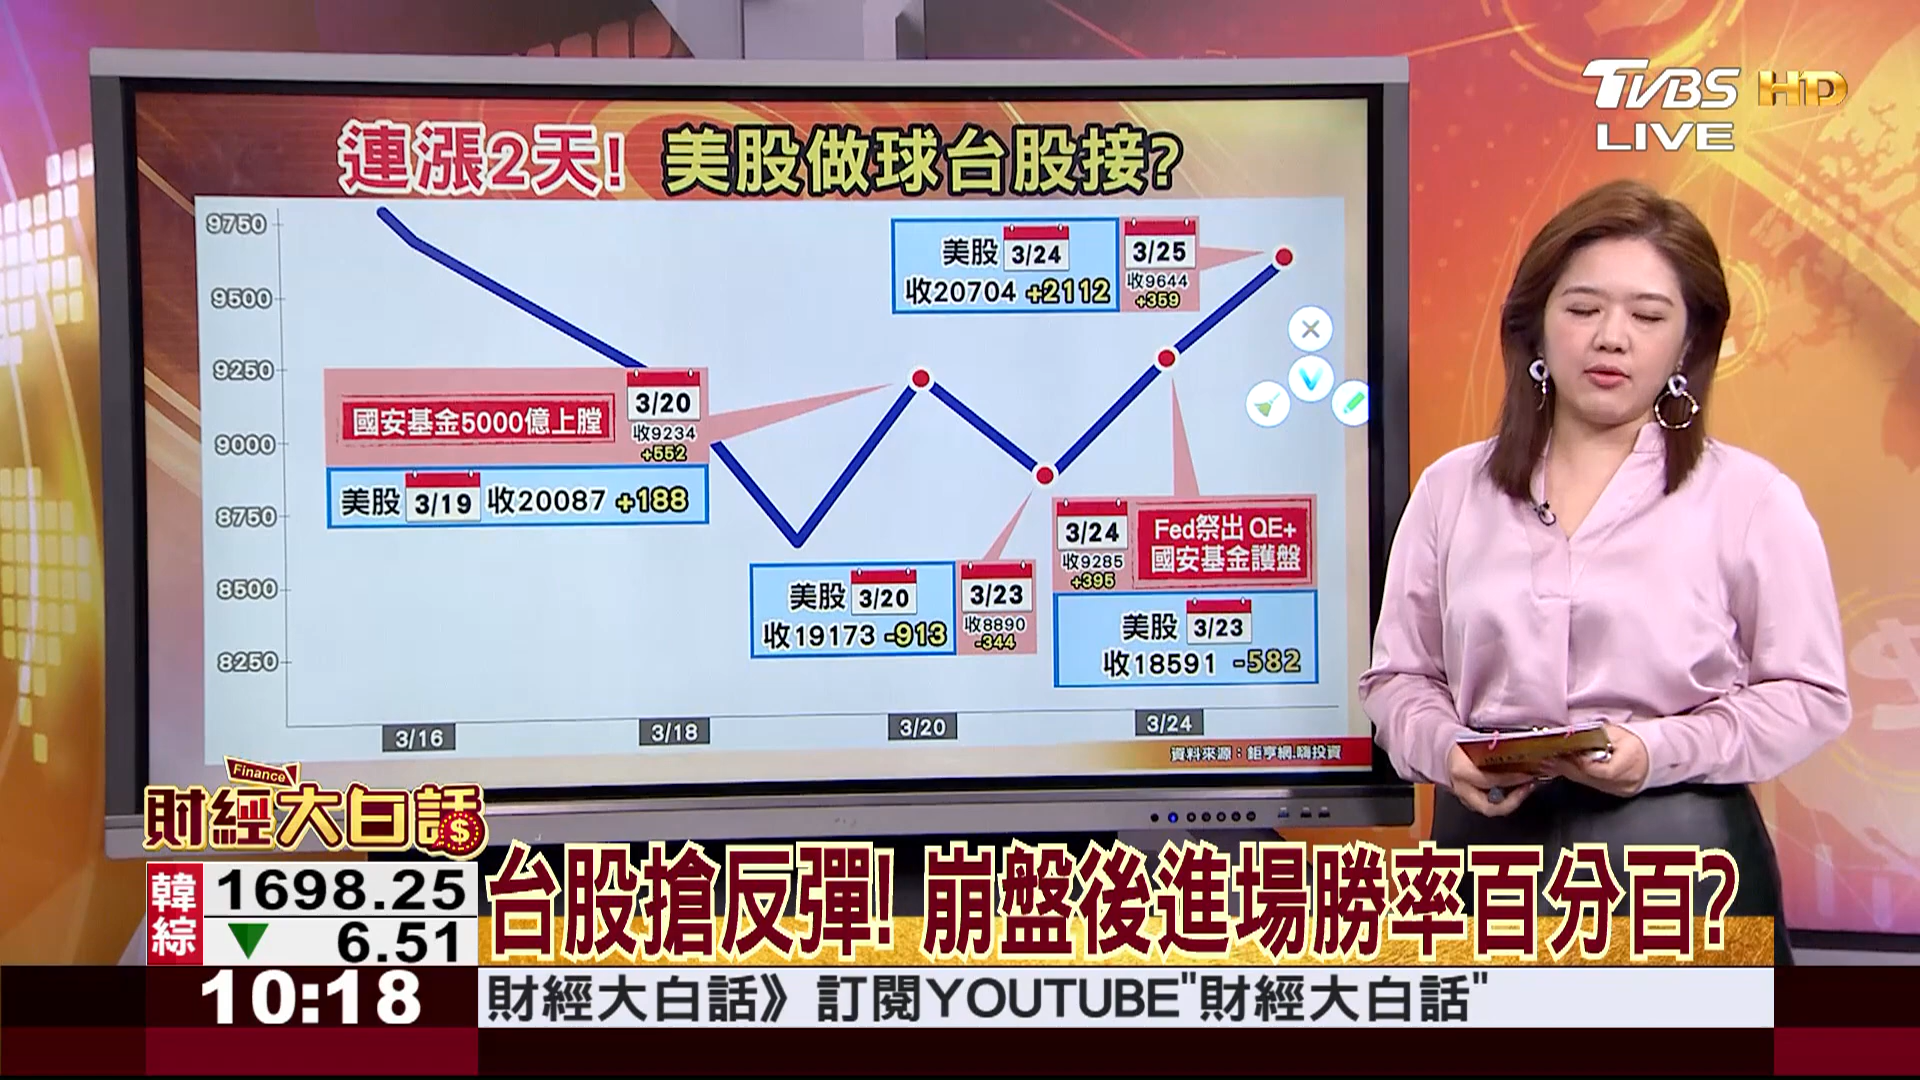 TVBS HD
LIVE
連漲2天! 美股做球台股接?
9750
9500
9250
9000
8750
8500
8250
3/16
3/18
3/20
3/24
國安基金5000億上膛
3/20
收9234
+552
美股 3/19 收20087 +188
美股 3/20
收19173 -913
3/23
收8890
-344
美股 3/24
收20704 +2112
3/25
收9644
+359
3/24
收9285
+395
Fed祭出QE+
國安基金護盤
美股 3/23
收18591 -582
資料來源:鉅亨網.嗨投資
Finance
財經大白話
$
韓綜
1698.25
▼ 6.51
10:18
台股搶反彈! 崩盤後進場勝率百分百?
財經大白話》訂閱YOUTUBE"財經大白話"